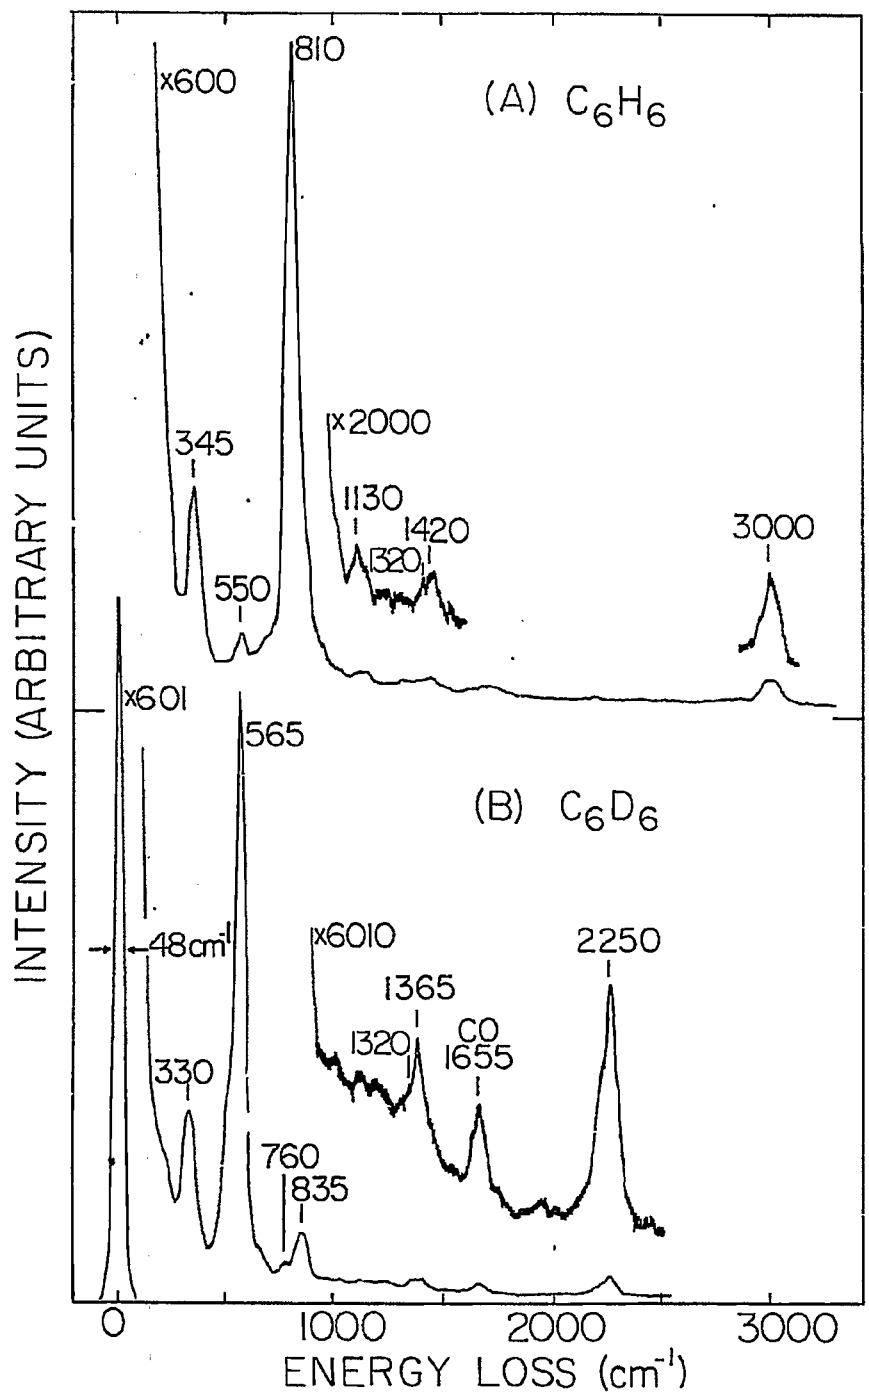 810
x600
(A) C₆H₆
345
x2000
1130
1420
3000
1320
550
x601
565
(B) C₆D₆
x6010
48cm⁻¹
2250
1365
CO
1320
1655
330
760
835
0
1000
2000
3000
ENERGY LOSS (cm⁻¹)
INTENSITY (ARBITRARY UNITS)